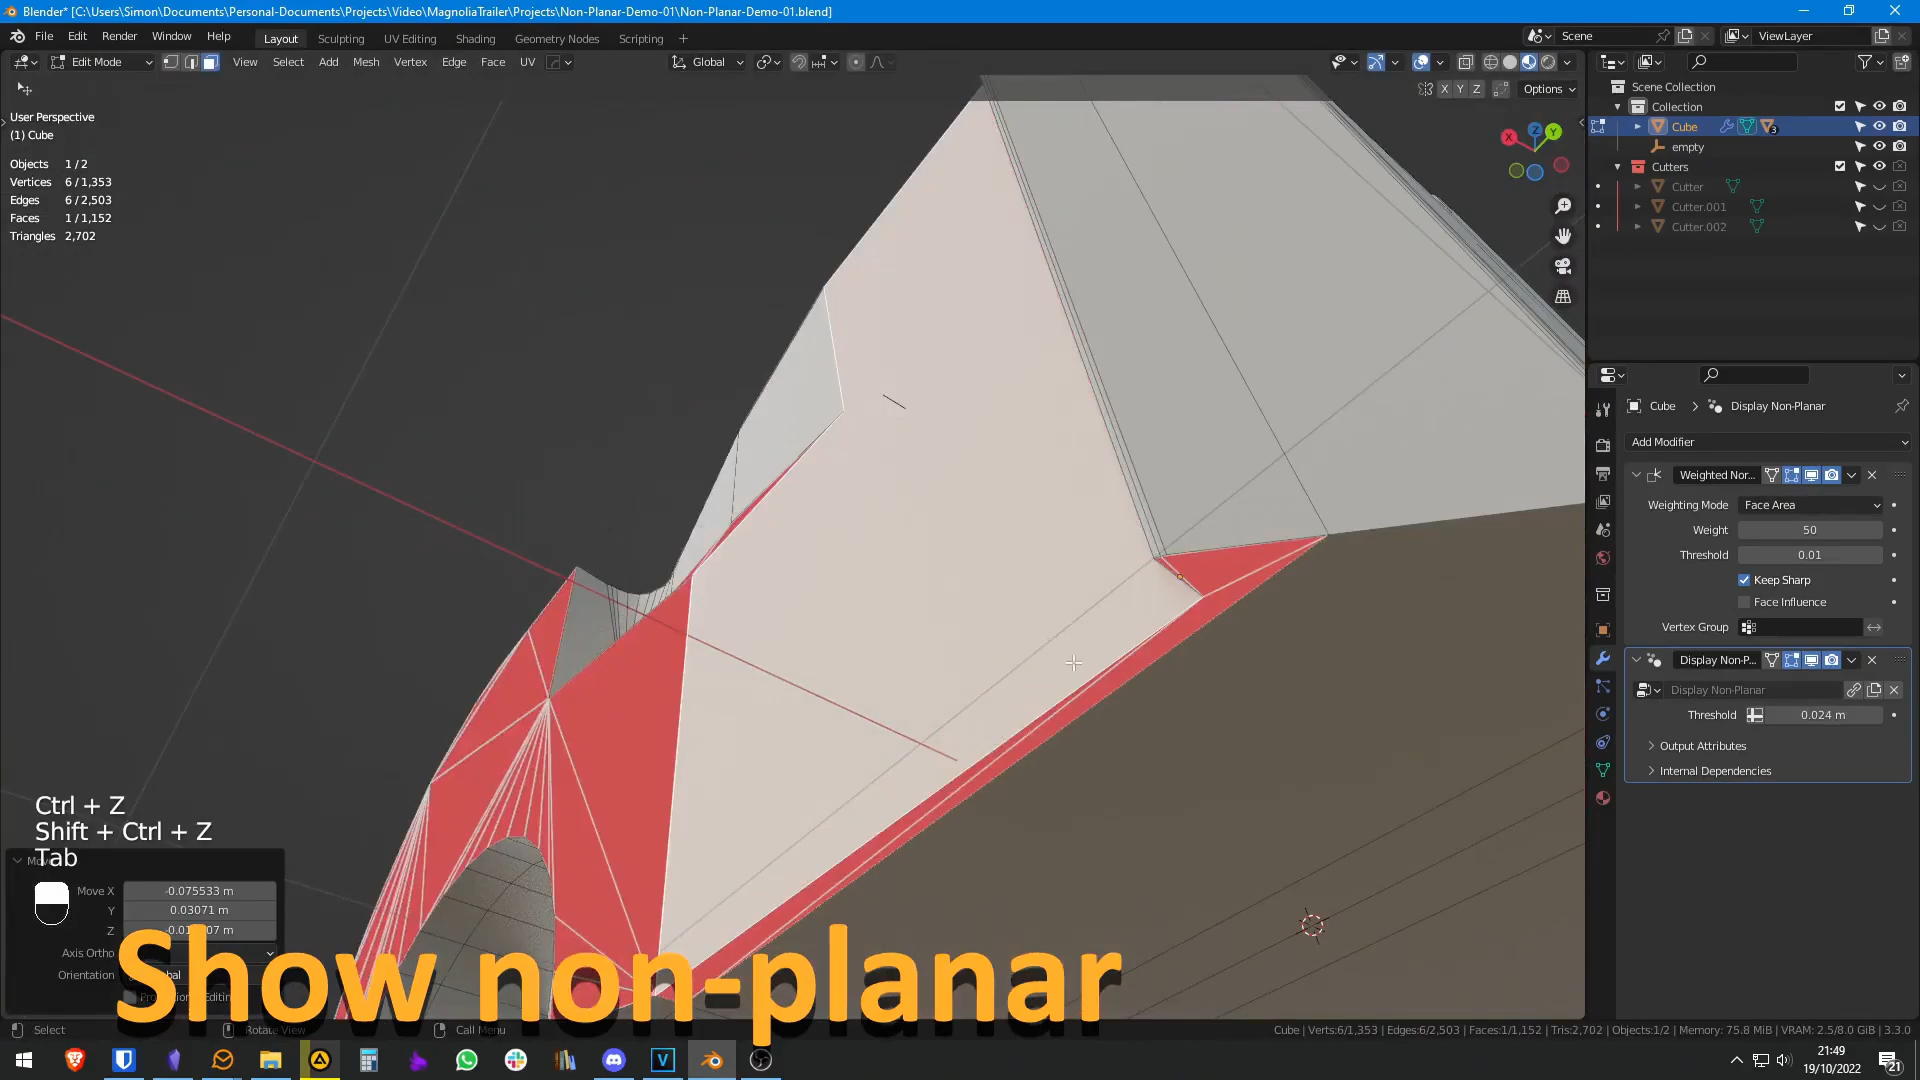 Blender* [C:\Users\Simon\Documents\Personal-Documents\Projects\Video\MagnoliaTrailer\Projects\Non-Planar-Demo-01\Non-Planar-Demo-01.blend]
File Edit Render Window Help Layout Sculpting UV Editing Shading Geometry Nodes Scripting + Scene ViewLayer
Edit Mode View Select Add Mesh Vertex Edge Face UV Global
X Y Z Options
User Perspective
(1) Cube
Objects 1 / 2
Vertices 6 / 1,353
Edges 6 / 2,503
Faces 1 / 1,152
Triangles 2,702
X Z Y
Scene Collection
Collection
Cube 3
empty
Cutters
Cutter
Cutter.001
Cutter.002
Cube > Display Non-Planar
Add Modifier
Weighted Nor...
Weighting Mode Face Area
Weight 50
Threshold 0.01
Keep Sharp
Face Influence
Vertex Group
Display Non-P...
Display Non-Planar
Threshold 0.024 m
Output Attributes
Internal Dependencies
Ctrl + Z
Shift + Ctrl + Z
Tab
Move X -0.075533 m
Y 0.03071 m
Z
Axis Ortho
Orientation
Show non-planar
Select Rotate View Call Menu
Cube | Verts:6/1,353 | Edges:6/2,503 | Faces:1/1,152 | Tris:2,702 | Objects:1/2 | Memory: 75.8 MiB | VRAM: 2.5/8.0 GiB | 3.3.0
21:49
19/10/2022
21